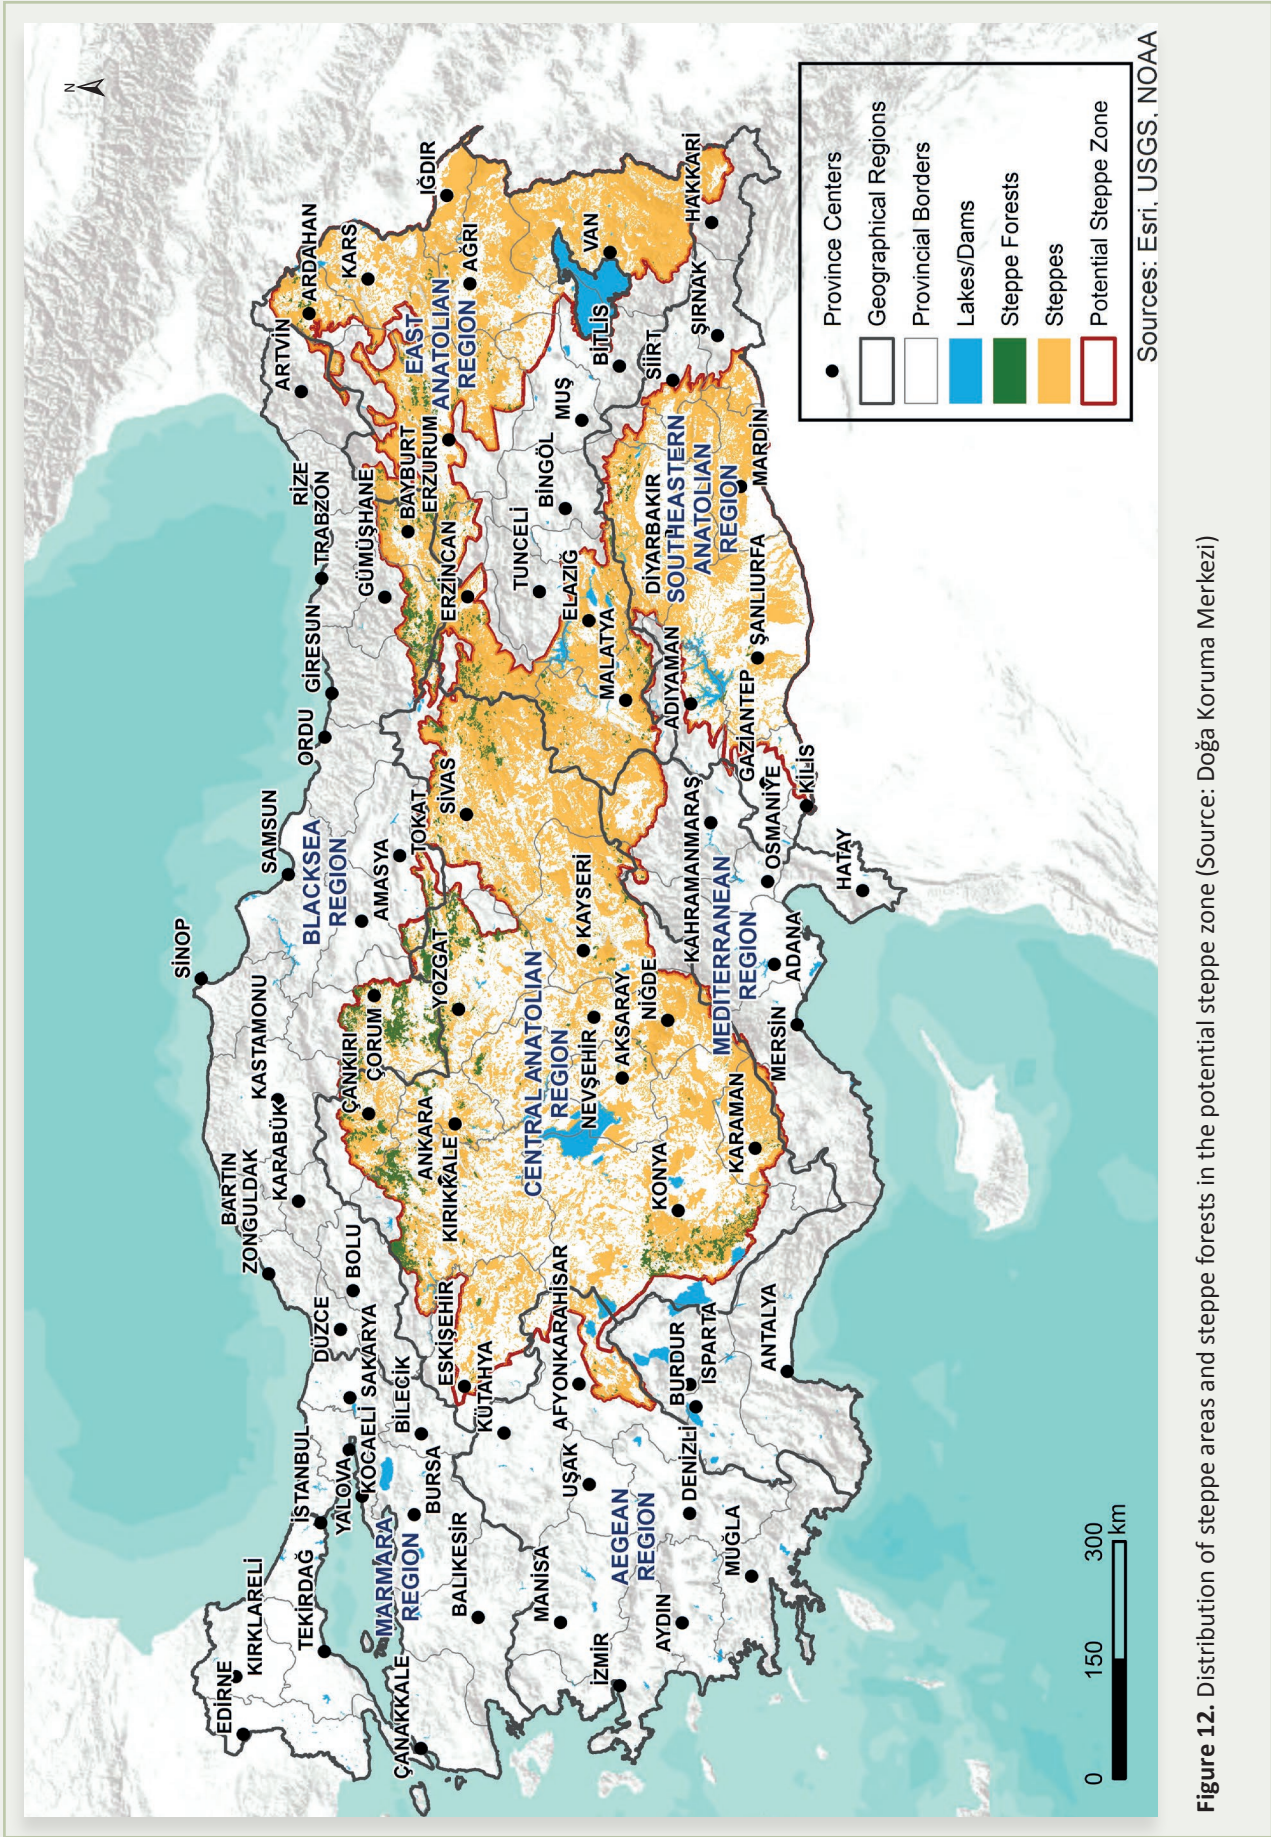 N
SİNOP
KASTAMONU
BARTIN
ZONGULDAK
KARABÜK
SAMSUN
BLACKSEA
REGION
AMASYA
TOKAT
ORDU
GİRESUN
TRABZON
RİZE
GÜMÜŞHANE
BAYBURT
ARTVİN
ARDAHAN
KARS
IĞDIR
AĞRI
EAST
ANATOLIAN
REGION
ERZURUM
ERZİNCAN
EDİRNE
KIRKLARELİ
TEKİRDAĞ
İSTANBUL
YALOVA
KOCAELİ
SAKARYA
DÜZCE
BOLU
BİLECİK
BURSA
MARMARA
REGION
ÇANAKKALE
BALIKESİR
ÇANKIRI
ÇORUM
YOZGAT
SİVAS
ANKARA
KIRIKKALE
ESKİŞEHİR
KÜTAHYA
CENTRAL ANATOLIAN
REGION
KAYSERİ
NEVŞEHİR
AKSARAY
NİĞDE
KONYA
KARAMAN
AFYONKARAHİSAR
UŞAK
MANİSA
İZMİR
AEGEAN
REGION
AYDIN
DENİZLİ
MUĞLA
BURDUR
ISPARTA
ANTALYA
MERSİN
MEDITERRANEAN
REGION
ADANA
KAHRAMANMARAŞ
OSMANİYE
HATAY
KİLİS
GAZİANTEP
ADIYAMAN
MALATYA
ELAZIĞ
TUNCELİ
BİNGÖL
MUŞ
BİTLİS
VAN
HAKKARİ
ŞIRNAK
SİİRT
DİYARBAKIR
SOUTHEASTERN
ANATOLIAN
REGION
MARDİN
ŞANLIURFA
Province Centers
Geographical Regions
Provincial Borders
Lakes/Dams
Steppe Forests
Steppes
Potential Steppe Zone
0 150 300
km
Sources: Esri, USGS, NOAA
Figure 12. Distribution of steppe areas and steppe forests in the potential steppe zone (Source: Doğa Koruma Merkezi)